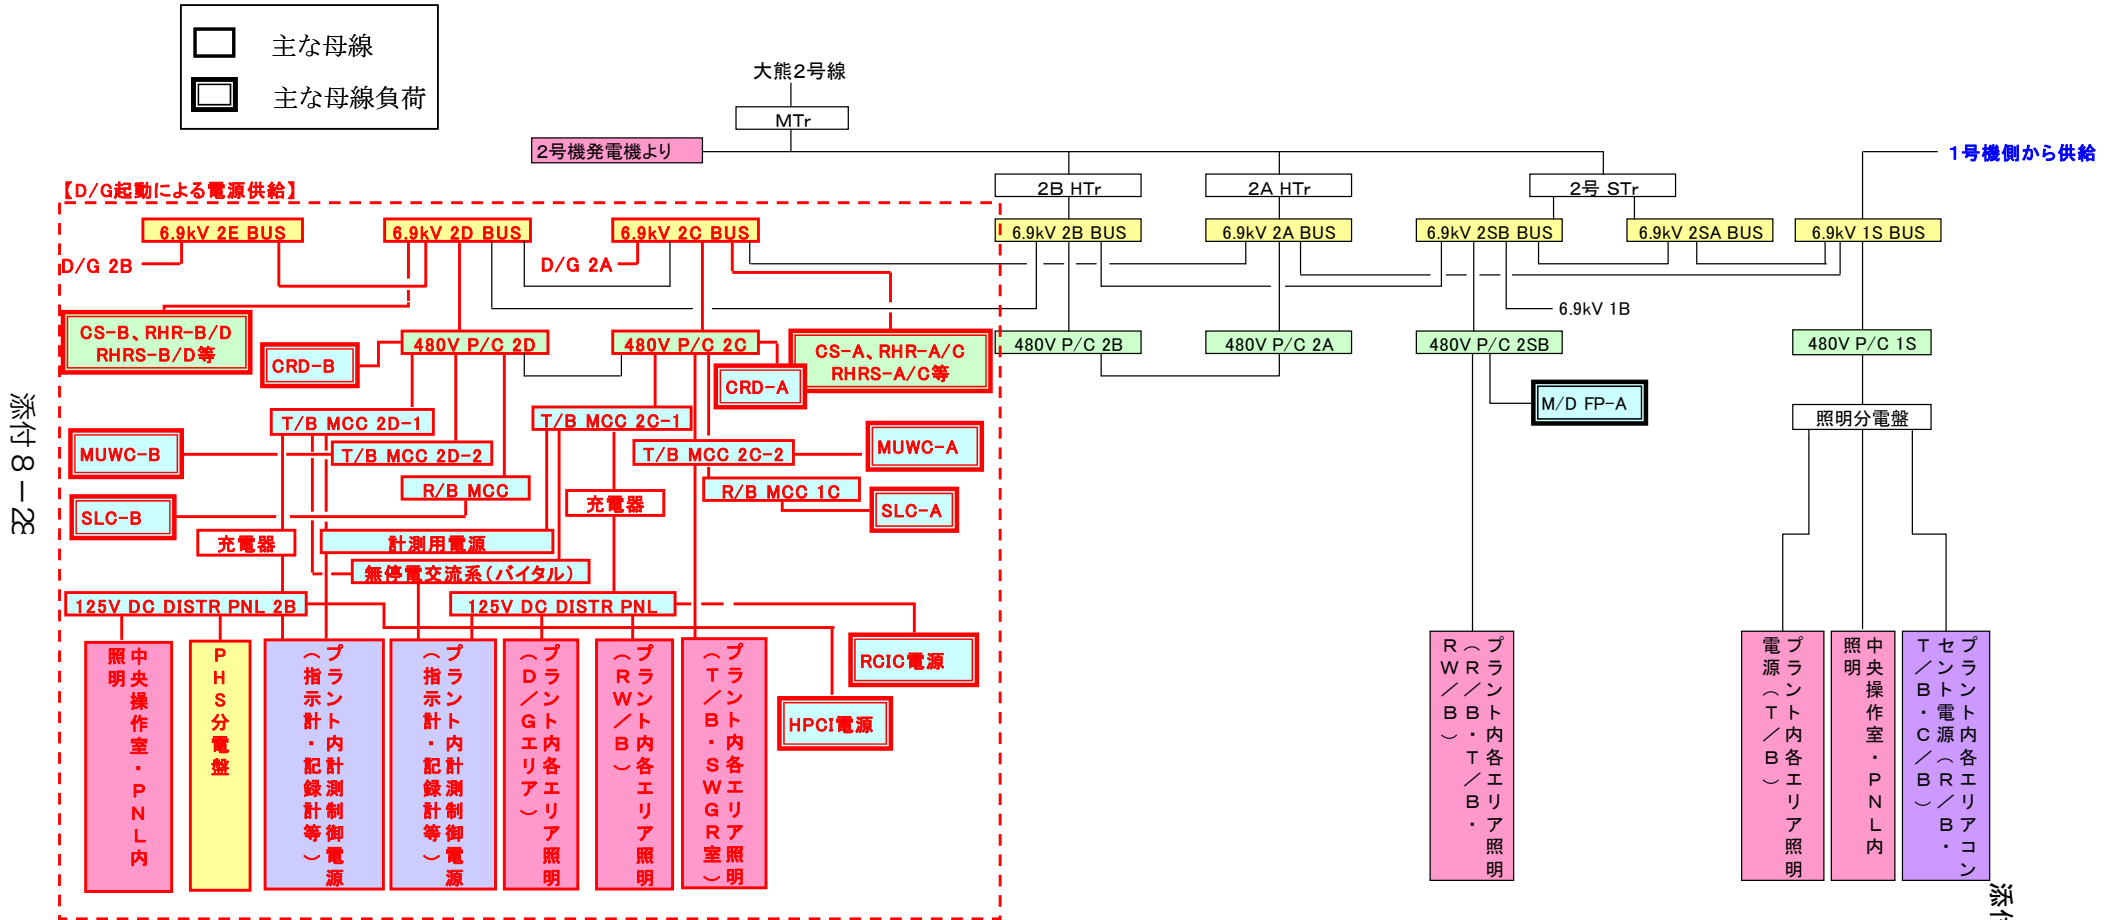 主な母線
主な母線負荷
大熊2号線
MTr
2号機発電機より
1号機側から供給
2B HTr
2A HTr
2号 STr
【D/G起動による電源供給】
6.9kV 2E BUS
6.9kV 2D BUS
6.9kV 2C BUS
6.9kV 2B BUS
6.9kV 2A BUS
6.9kV 2SB BUS
6.9kV 2SA BUS
6.9kV 1S BUS
D/G 2B
D/G 2A
6.9kV 1B
CS-B、RHR-B/D
RHRS-B/D等
480V P/C 2D
480V P/C 2C
CS-A、RHR-A/C
RHRS-A/C等
480V P/C 2B
480V P/C 2A
480V P/C 2SB
480V P/C 1S
CRD-B
CRD-A
M/D FP-A
T/B MCC 2D-1
T/B MCC 2C-1
照明分電盤
MUWC-B
T/B MCC 2D-2
T/B MCC 2C-2
MUWC-A
R/B MCC
充電器
R/B MCC 1C
SLC-B
SLC-A
充電器
計測用電源
無停電交流系(バイタル)
125V DC DISTR PNL 2B
125V DC DISTR PNL
RCIC電源
HPCI電源
中央操作室・PNL内
照明
PHS分電盤
プラント内計測制御電源
(指示計・記録計等)
プラント内計測制御電源
(指示計・記録計等)
プラント内各エリア照明
(D/Gエリア)
プラント内各エリア照明
(RW/B)
プラント内各エリア照明
(T/B・SWGR室)
プラント内各エリア照明
(R/B・T/B・
RW/B)
プラント内各エリア照明
電源(T/B)
中央操作室・PNL内
照明
プラント内各エリアコン
セント電源(R/B・
T/B・C/B)
添付8-28
添付